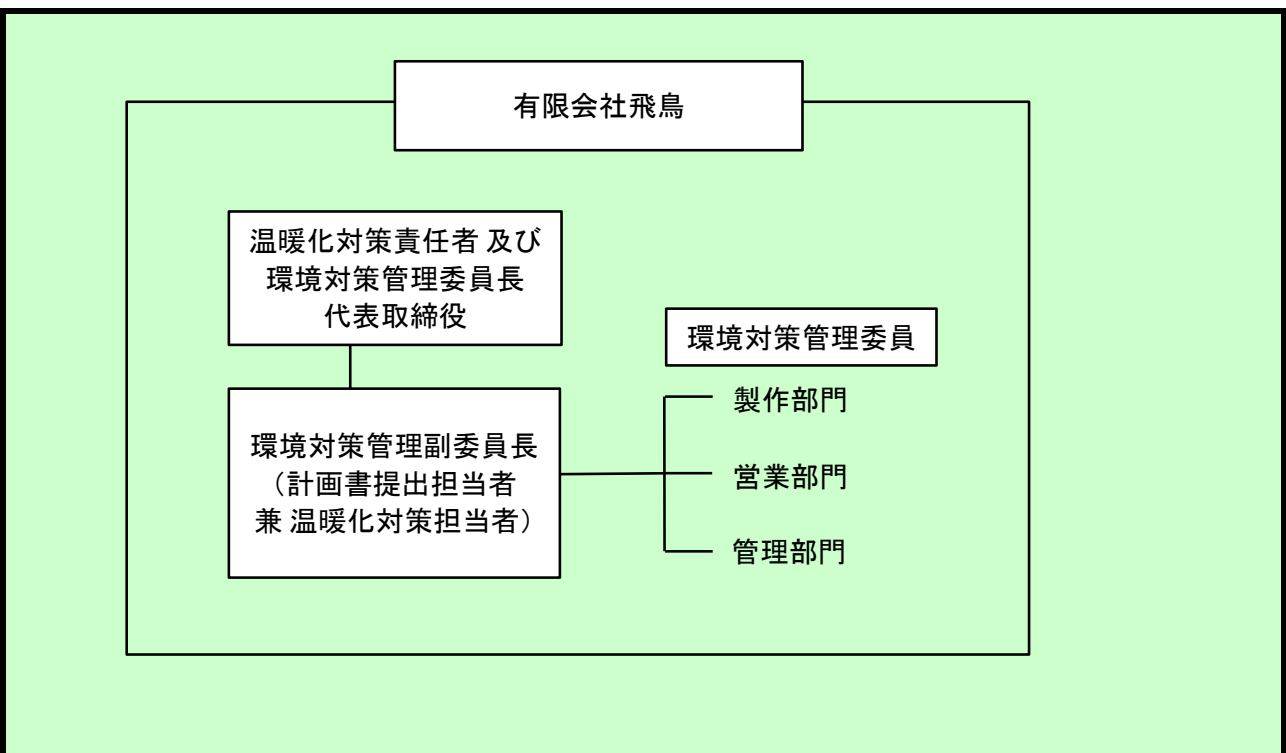 有限会社飛鳥
温暖化対策責任者 及び
環境対策管理委員長
代表取締役
環境対策管理副委員長
（計画書提出担当者
兼 温暖化対策担当者）
環境対策管理委員
製作部門
営業部門
管理部門